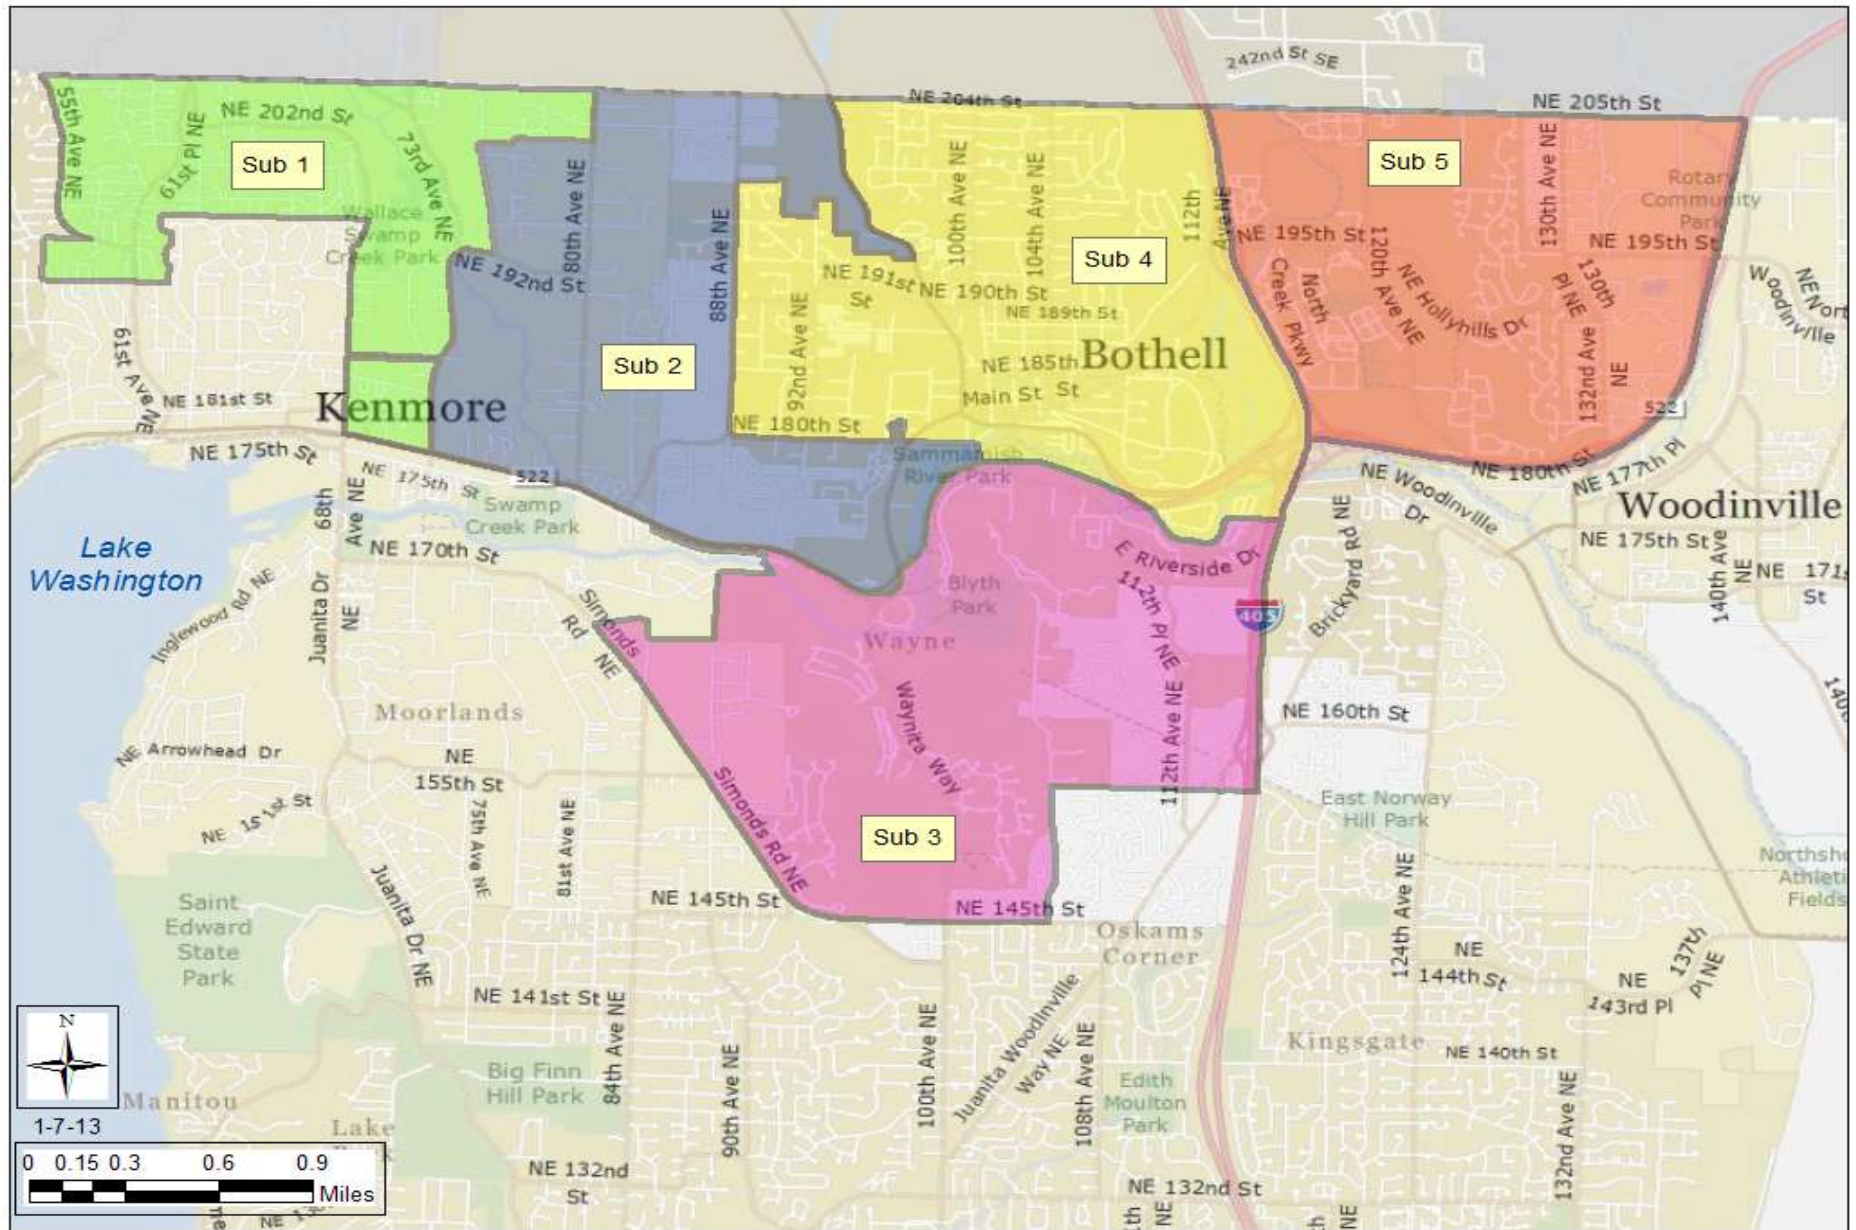 242nd St SE
NE 204th St
NE 205th St
55th Ave NE
61st Pl NE
NE 202nd St
73rd Ave NE
Sub 1
Sub 5
130th Ave NE
80th Ave NE
100th Ave NE
104th Ave NE
112th
Ave NE
Rotary
Community
Park
Wallace
Swamp
Creek Park
88th Ave NE
NE 195th St
NE 195th St
120th Ave NE
Sub 4
NE 192nd St
NE 191st
St
NE 190th St
NE 189th St
North
Creek Pkwy
NE Hollyhills Dr
130th
Pl NE
Woodinville
61st Ave NE
92nd Ave NE
Sub 2
NE 185th
St
Bothell
Main St
132nd Ave
NE
NE 181st St
Kenmore
NE 180th St
522
NE 175th St
NE 175th St
522
Sammamish
River Park
NE 180th St
NE 177th Pl
NE Woodinville
Dr
Woodinville
68th
Ave NE
Swamp
Creek Park
Lake
Washington
NE 170th St
E Riverside Dr
Brickyard Rd NE
NE 175th St
140th Ave
NE
NE 171s
St
Inglewood Rd NE
Juanita Dr
NE
Simonds
Rd NE
Blyth
Park
112th Pl NE
405
Wayne
Moorlands
Waynita Way
112th Ave NE
NE 160th St
NE Arrowhead Dr
NE
155th St
Simonds Rd NE
NE 151st St
75th Ave NE
81st Ave NE
Sub 3
East Norway
Hill Park
Juanita Dr NE
NE 145th St
NE 145th St
124th Ave NE
Northsho
Athleti
Fields
Saint
Edward
State
Park
Oskams
Corner
NE
144th St
137th
Pl NE
NE
143rd Pl
NE 141st St
84th Ave NE
100th Ave NE
Juanita Woodinville
Way NE
108th Ave NE
Kingsgate
NE 140th St
N
Big Finn
Hill Park
90th Ave NE
Edith
Moulton
Park
132nd Ave NE
Manitou
1-7-13
Lake
0 0.15 0.3 0.6 0.9
Miles
NE 132nd
St
NE 132nd St
NE
NE